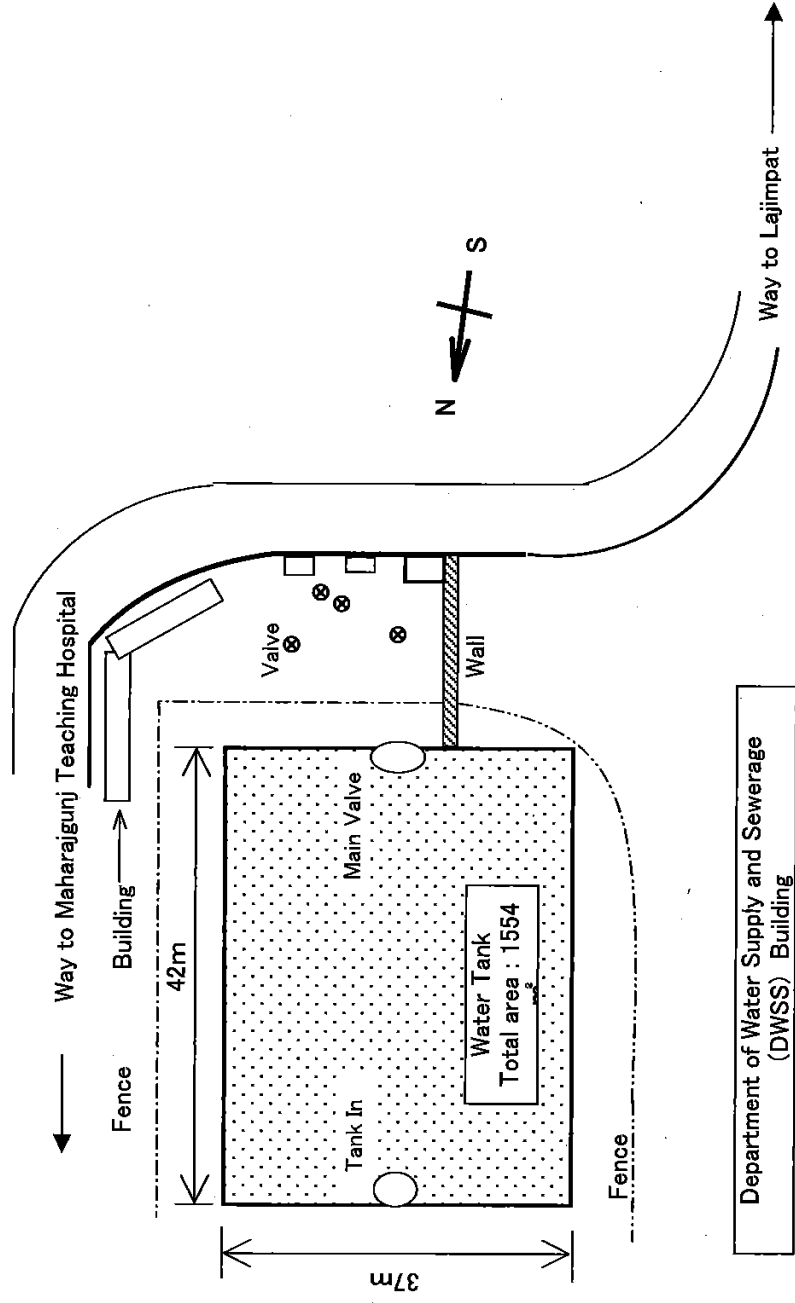 Way to Maharajgunj Teaching Hospital
Fence
Building
42m
Valve
N
S
Main Valve
Tank In
Wall
Water Tank
Total area 1554
m²
37m
Fence
Way to Lajimpat
Department of Water Supply and Sewerage
(DWSS) Building